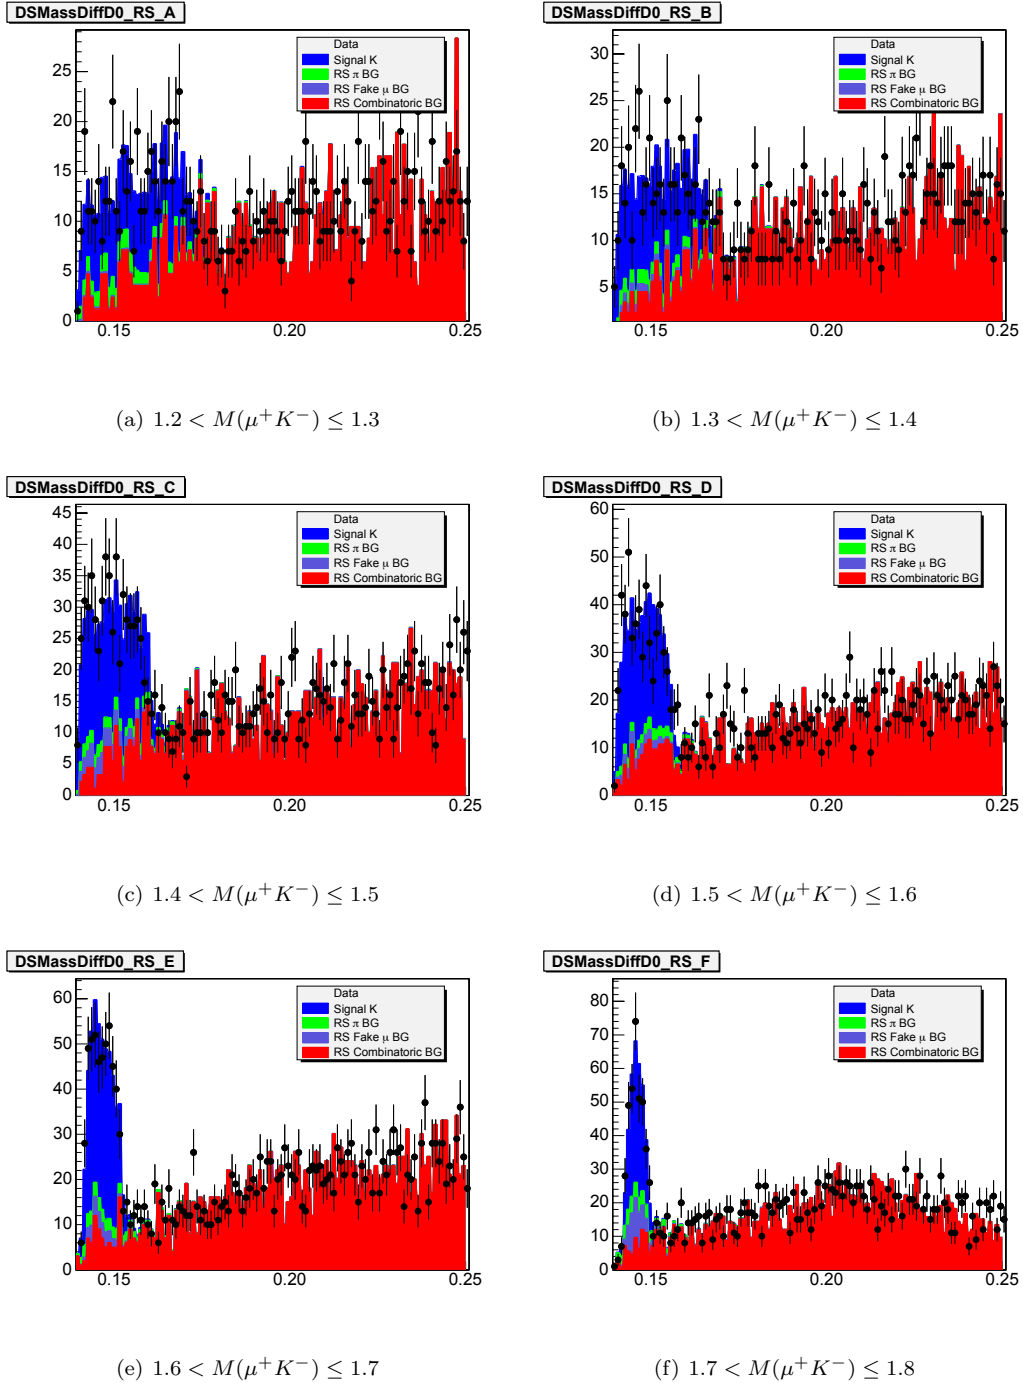 DSMassDiffD0_RS_A
Data
Signal K
RS π BG
RS Fake μ BG
RS Combinatoric BG
25
20
15
10
5
0
0.15 0.20 0.25
(a) 1.2 < M(μ⁺K⁻) ≤ 1.3
DSMassDiffD0_RS_B
Data
Signal K
RS π BG
RS Fake μ BG
RS Combinatoric BG
30
25
20
15
10
5
0.15 0.20 0.25
(b) 1.3 < M(μ⁺K⁻) ≤ 1.4
DSMassDiffD0_RS_C
Data
Signal K
RS π BG
RS Fake μ BG
RS Combinatoric BG
45
40
35
30
25
20
15
10
5
0
0.15 0.20 0.25
(c) 1.4 < M(μ⁺K⁻) ≤ 1.5
DSMassDiffD0_RS_D
Data
Signal K
RS π BG
RS Fake μ BG
RS Combinatoric BG
60
50
40
30
20
10
0
0.15 0.20 0.25
(d) 1.5 < M(μ⁺K⁻) ≤ 1.6
DSMassDiffD0_RS_E
Data
Signal K
RS π BG
RS Fake μ BG
RS Combinatoric BG
60
50
40
30
20
10
0
0.15 0.20 0.25
(e) 1.6 < M(μ⁺K⁻) ≤ 1.7
DSMassDiffD0_RS_F
Data
Signal K
RS π BG
RS Fake μ BG
RS Combinatoric BG
80
70
60
50
40
30
20
10
0
0.15 0.20 0.25
(f) 1.7 < M(μ⁺K⁻) ≤ 1.8